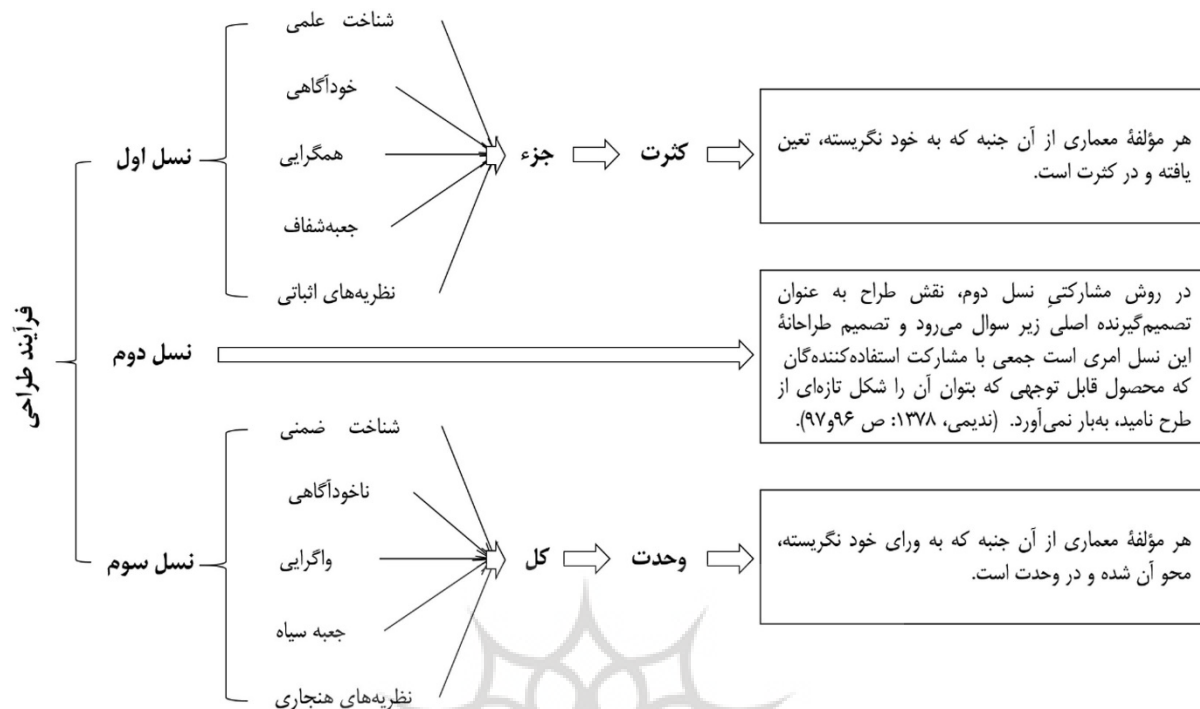 فرآیند طراحی
نسل اول
شناخت علمی
خودآگاهی
همگرایی
جعبه‌شفاف
نظریه‌های اثباتی
جزء
کثرت
هر مؤلفهٔ معماری از آن جنبه که به خود نگریسته، تعین
یافته و در کثرت است.
نسل دوم
در روش مشارکتیِ نسل دوم، نقش طراح به عنوان
تصمیم‌گیرنده اصلی زیر سوال می‌رود و تصمیم طراحانهٔ
این نسل امری است جمعی با مشارکت استفاده‌کننده‌گان
که محصول قابل توجهی که بتوان آن را شکل تازه‌ای از
طرح نامید، به‌بار نمی‌آورد. (ندیمی، ۱۳۷۸: ص ۹۶و۹۷).
نسل سوم
شناخت ضمنی
ناخودآگاهی
واگرایی
جعبه سیاه
نظریه‌های هنجاری
کل
وحدت
هر مؤلفهٔ معماری از آن جنبه که به ورای خود نگریسته،
محو آن شده و در وحدت است.